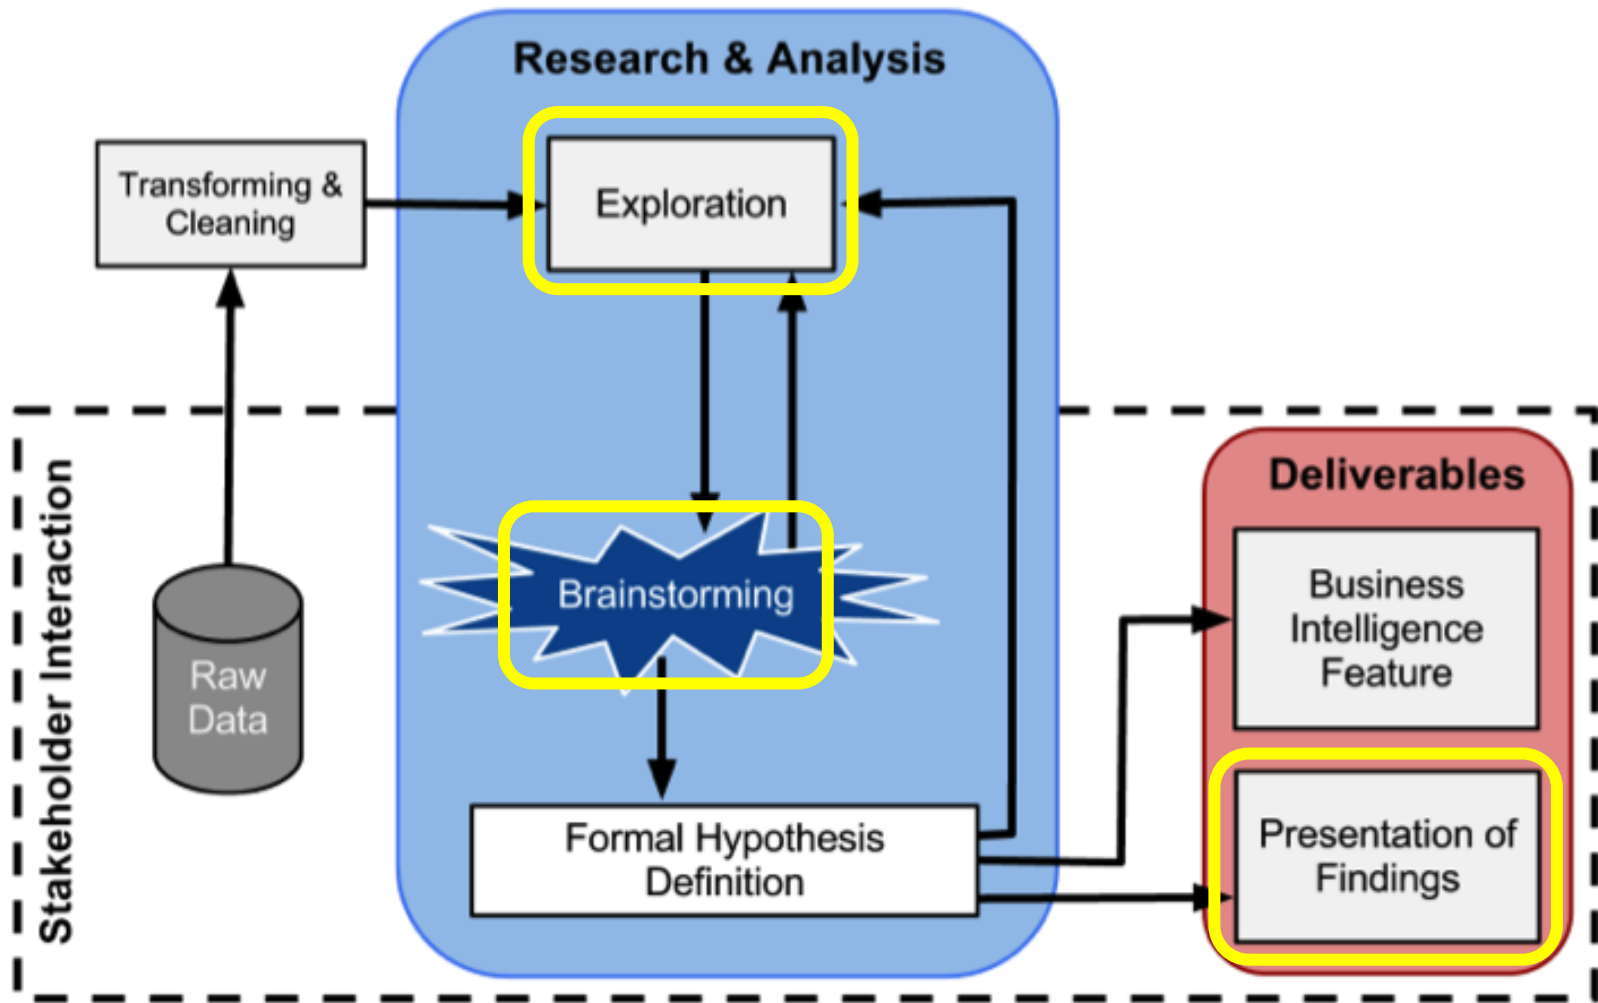 Research & Analysis
Transforming &
Cleaning
Exploration
Stakeholder Interaction
Raw
Data
Brainstorming
Formal Hypothesis
Definition
Deliverables
Business
Intelligence
Feature
Presentation of
Findings